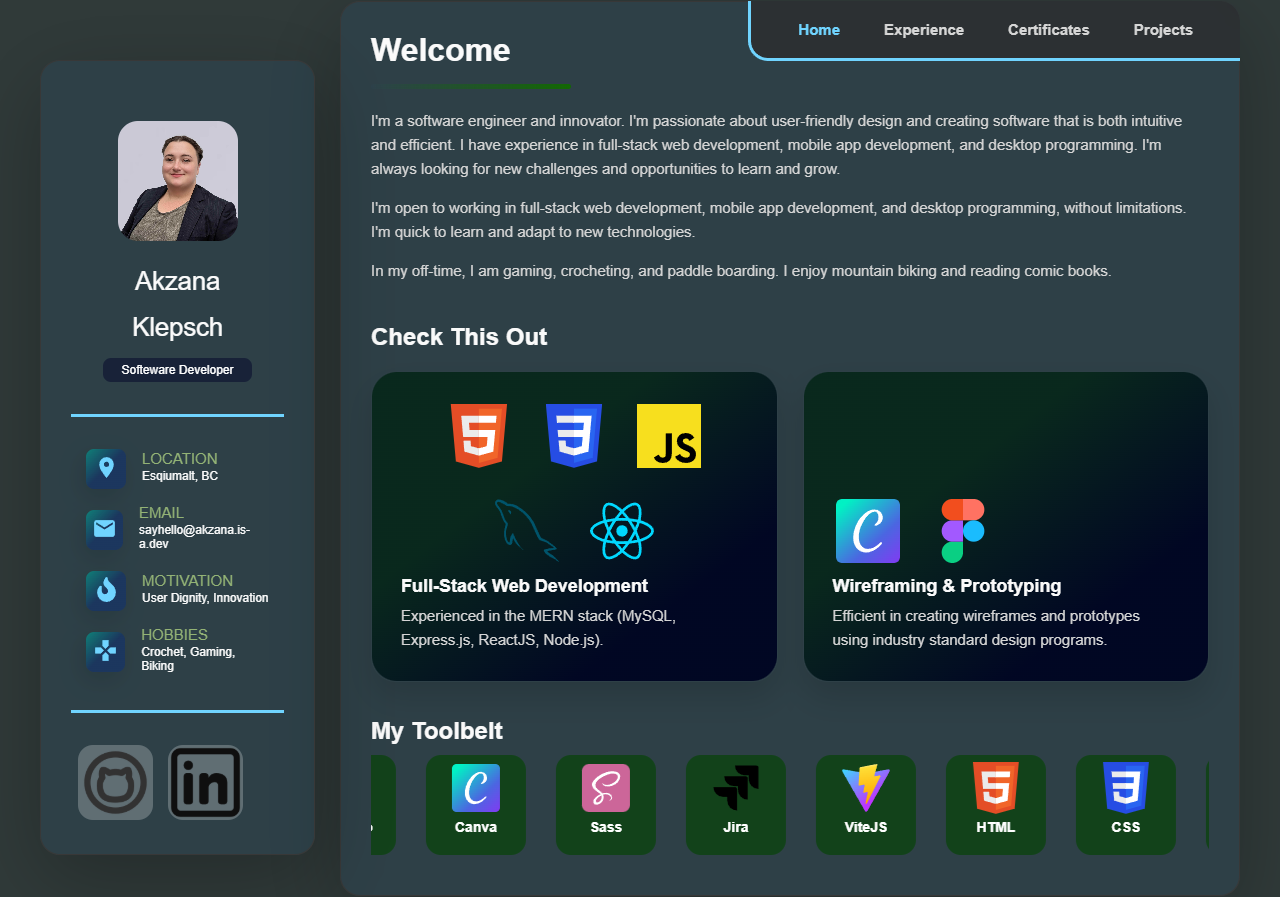 Home Experience Certificates Projects
Welcome
I'm a software engineer and innovator. I'm passionate about user-friendly design and creating software that is both intuitive
and efficient. I have experience in full-stack web development, mobile app development, and desktop programming. I'm
always looking for new challenges and opportunities to learn and grow.
I'm open to working in full-stack web development, mobile app development, and desktop programming, without limitations.
I'm quick to learn and adapt to new technologies.
In my off-time, I am gaming, crocheting, and paddle boarding. I enjoy mountain biking and reading comic books.
Akzana
Klepsch
Softeware Developer
LOCATION
Esqiumalt, BC
EMAIL
sayhello@akzana.is-
a.dev
MOTIVATION
User Dignity, Innovation
HOBBIES
Crochet, Gaming,
Biking
in
Check This Out
5
3
JS
Full-Stack Web Development
Experienced in the MERN stack (MySQL,
Express.js, ReactJS, Node.js).
C
Wireframing & Prototyping
Efficient in creating wireframes and prototypes
using industry standard design programs.
My Toolbelt
C
S
5
3
Canva
Sass
Jira
ViteJS
HTML
CSS